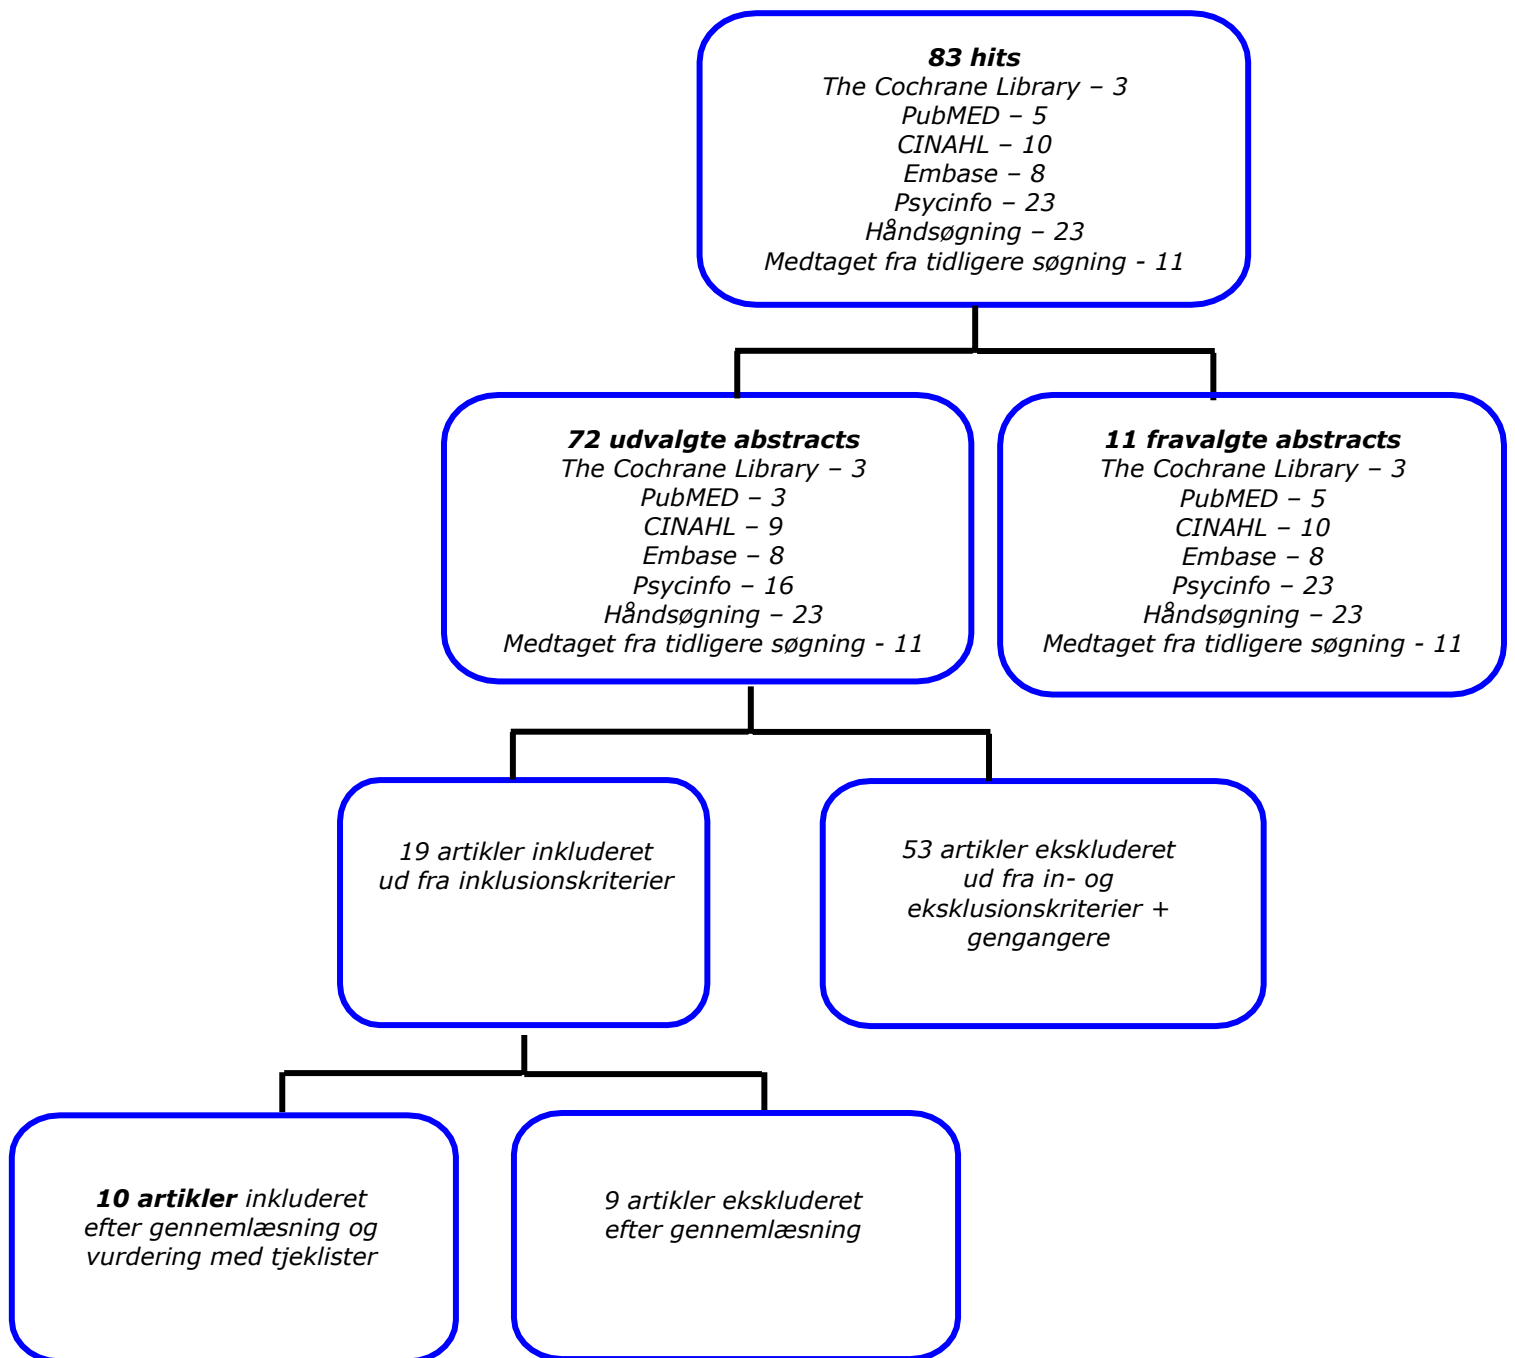 83 hits
The Cochrane Library – 3
PubMED – 5
CINAHL – 10
Embase – 8
Psycinfo – 23
Håndsøgning – 23
Medtaget fra tidligere søgning - 11
72 udvalgte abstracts
The Cochrane Library – 3
PubMED – 3
CINAHL – 9
Embase – 8
Psycinfo – 16
Håndsøgning – 23
Medtaget fra tidligere søgning - 11
11 fravalgte abstracts
The Cochrane Library – 3
PubMED – 5
CINAHL – 10
Embase – 8
Psycinfo – 23
Håndsøgning – 23
Medtaget fra tidligere søgning - 11
19 artikler inkluderet
ud fra inklusionskriterier
53 artikler ekskluderet
ud fra in- og
eksklusionskriterier +
gengangere
10 artikler inkluderet
efter gennemlæsning og
vurdering med tjeklister
9 artikler ekskluderet
efter gennemlæsning